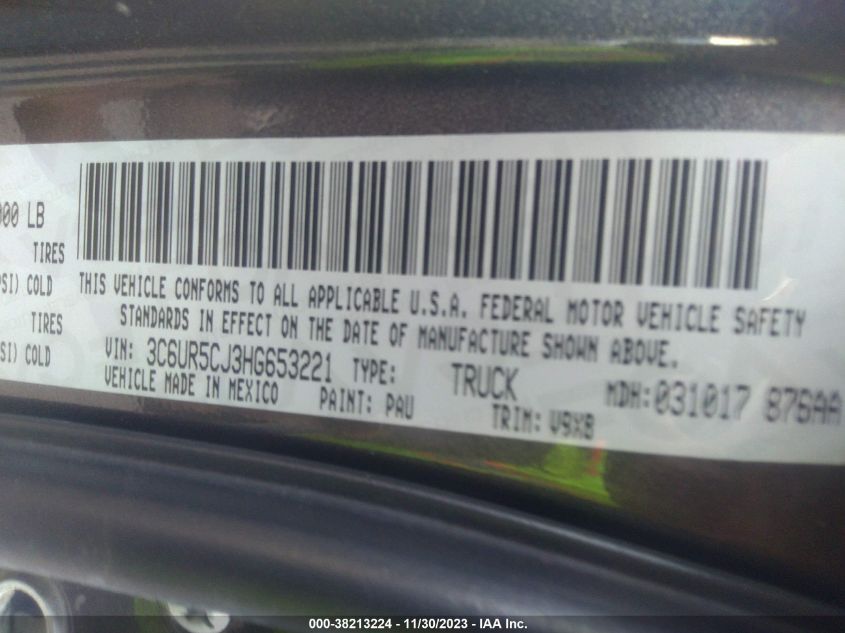 000 LB
TIRES
PSI) COLD
TIRES
SI) COLD
THIS VEHICLE CONFORMS TO ALL APPLICABLE U.S.A. FEDERAL MOTOR VEHICLE SAFETY
STANDARDS IN EFFECT ON THE DATE OF MANUFACTURE SHOWN ABOVE.
VIN: 3C6UR5CJ3HG653221 TYPE: TRUCK MDH:031017 876AA
VEHICLE MADE IN MEXICO PAINT: PAU TRIM: V9X8
000-38213224 - 11/30/2023 - IAA Inc.